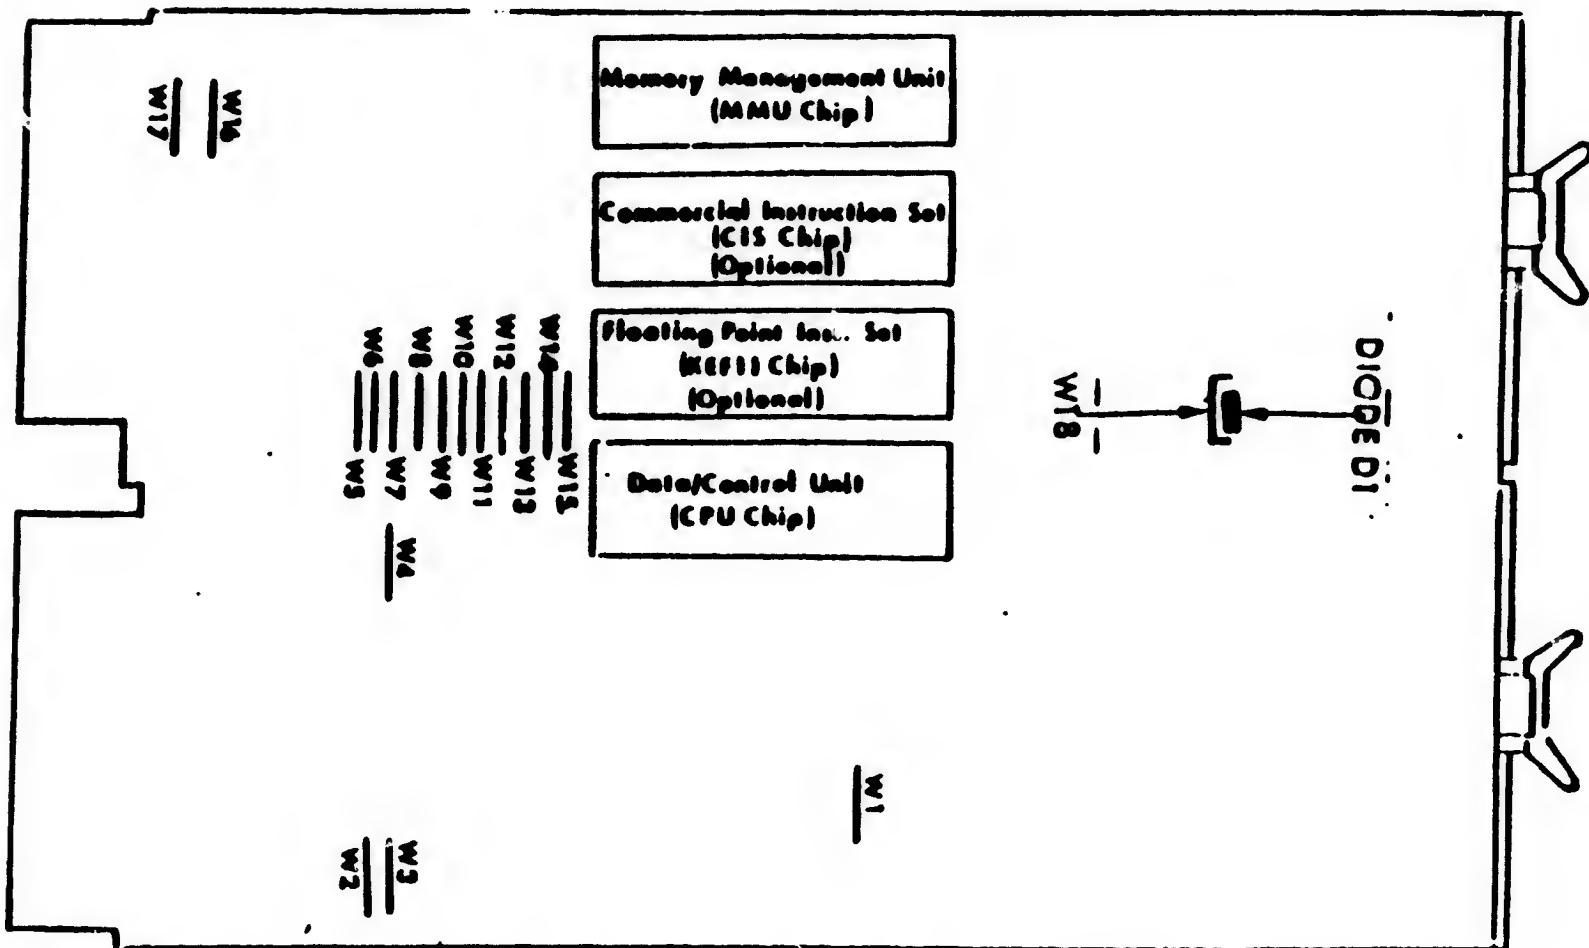 Memory Management Unit
(MMU Chip)
W17
W16
Commercial Instruction Set
(CIS Chip)
(Optional)
Floating Point Set
(KEF11 Chip)
(Optional)
W6
W8
W10
W12
W14
W5
W7
W9
W11
W13
W15
Data/Control Unit
(CPU Chip)
W4
W18
DIODE D1
W1
W2
W3